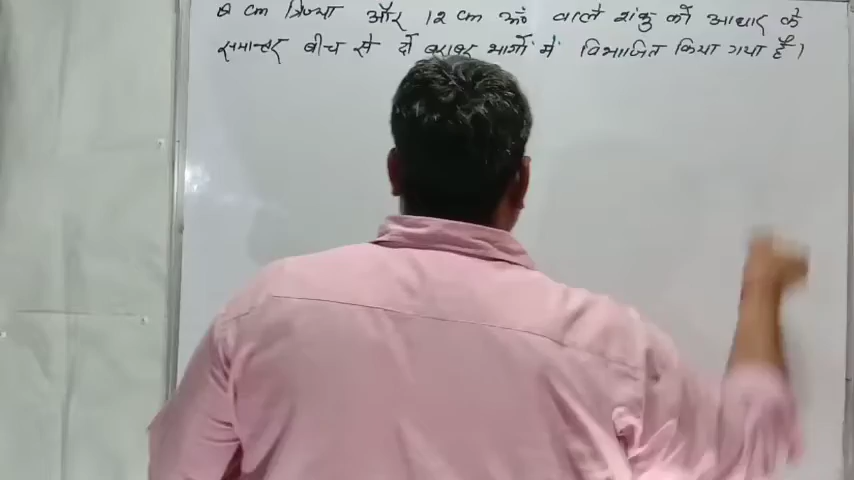 8 cm त्रिज्या और 12 cm ऊँ वाले शंकु को आधार के
समान्तर बीच से दो बराबर भागों में विभाजित किया गया है।